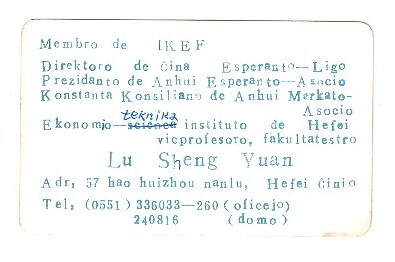 Membro de IKEF
Direktoro de Ĉina Esperanto-Ligo
Prezidanto de Anhui Esperanto-Asocio
Konstanta Konsiliano de Anhui Merkato-
Asocio
teknika
Ekonomio-science instituto de Hefei
vicprofesoro, fakultatestro
Lu Sheng Yuan
Adr, 57 hao huizhou nanlu, Hefei Ĉinio
Tel: (0551) 336033-260 (oficejo)
240816 (domo)